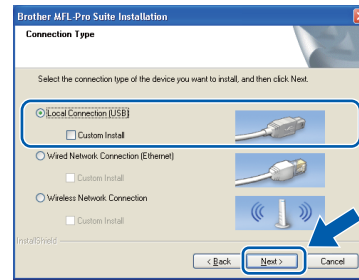 Brother MFL-Pro Suite Installation
Connection Type
Select the connection type of the device you want to install, and then click Next.
Local Connection (USB)
Custom Install
Wired Network Connection (Ethernet)
Custom Install
Wireless Network Connection
Custom Install
InstallShield
< Back
Next >
Cancel